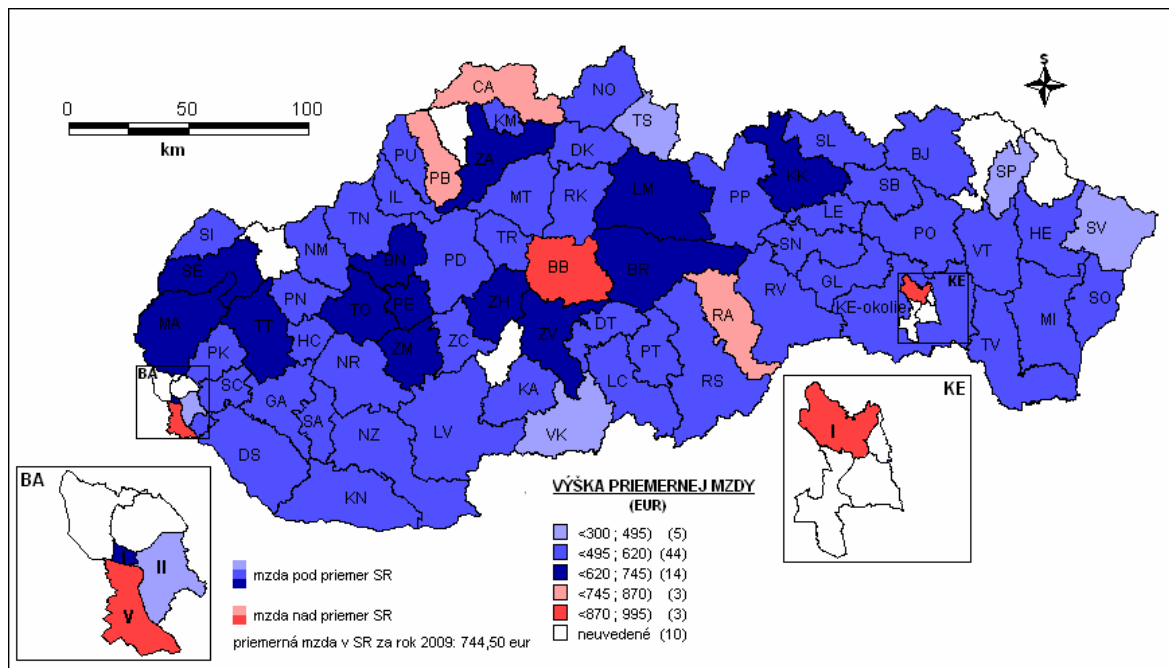 S
0 50 100
km
CA
NO
KM
TS
PU
ZA
DK
SL
BJ
PB
SP
IL
LM
KK
SB
MT
RK
PP
TN
LE
SI
NM
TR
PO
VT
HE
SV
BN
PD
SN
SE
BB
BR
GL
KE
PN
TO
PE
ZH
RV
KE-okolie
SO
MA
TT
RA
MI
HC
ZM
ZC
ZV
DT
PK
NR
PT
TV
BA
SC
GA
KA
LC
RS
SA
NZ
LV
VK
DS
KN
KE
I
BA
I
II
V
VÝŠKA PRIEMERNEJ MZDY
(EUR)
<300 ; 495) (5)
<495 ; 620) (44)
<620 ; 745) (14)
<745 ; 870) (3)
<870 ; 995) (3)
neuvedené (10)
mzda pod priemer SR
mzda nad priemer SR
priemerná mzda v SR za rok 2009: 744,50 eur